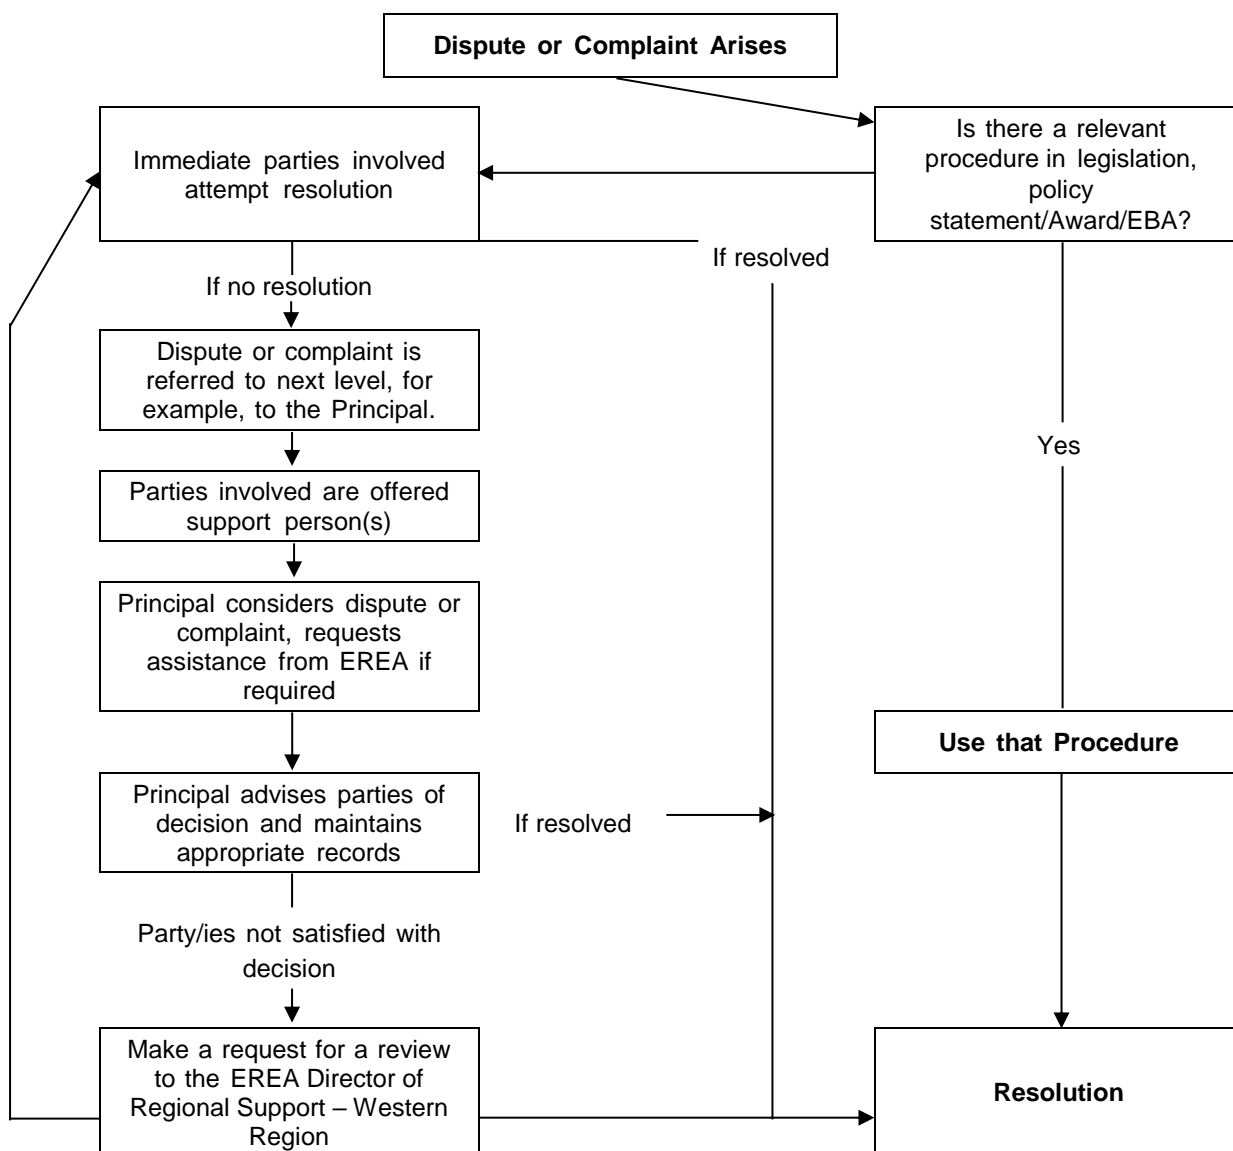 Dispute or Complaint Arises
Immediate parties involved
attempt resolution
Is there a relevant
procedure in legislation,
policy
statement/Award/EBA?
If resolved
If no resolution
Dispute or complaint is
referred to next level, for
example, to the Principal.
Yes
Parties involved are offered
support person(s)
Principal considers dispute or
complaint, requests
assistance from EREA if
required
Use that Procedure
Principal advises parties of
decision and maintains
appropriate records
If resolved
Party/ies not satisfied with
decision
Make a request for a review
to the EREA Director of
Regional Support – Western
Region
Resolution